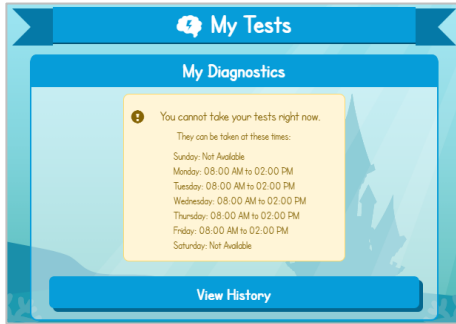 My Tests
My Diagnostics
You cannot take your tests right now.
They can be taken at these times:
Sunday: Not Available
Monday: 08:00 AM to 02:00 PM
Tuesday: 08:00 AM to 02:00 PM
Wednesday: 08:00 AM to 02:00 PM
Thursday: 08:00 AM to 02:00 PM
Friday: 08:00 AM to 02:00 PM
Saturday: Not Available
View History